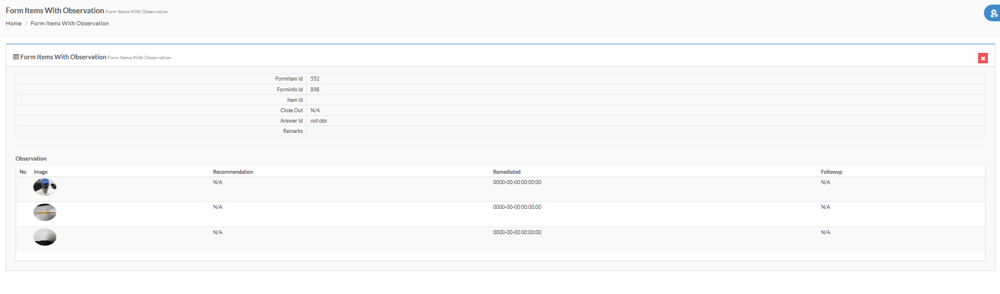 Form Items With Observation Form Items With Observation
Home / Form Items With Observation
Form Items With Observation Form Items With Observation
Formitem Id 552
Forminfo Id 898
Item Id
Close Out N/A
Answer Id not obs
Remarks
Observation
No Image Recommendation Remediated Followup
N/A 0000-00-00 00:00:00 N/A
N/A 0000-00-00 00:00:00 N/A
N/A 0000-00-00 00:00:00 N/A